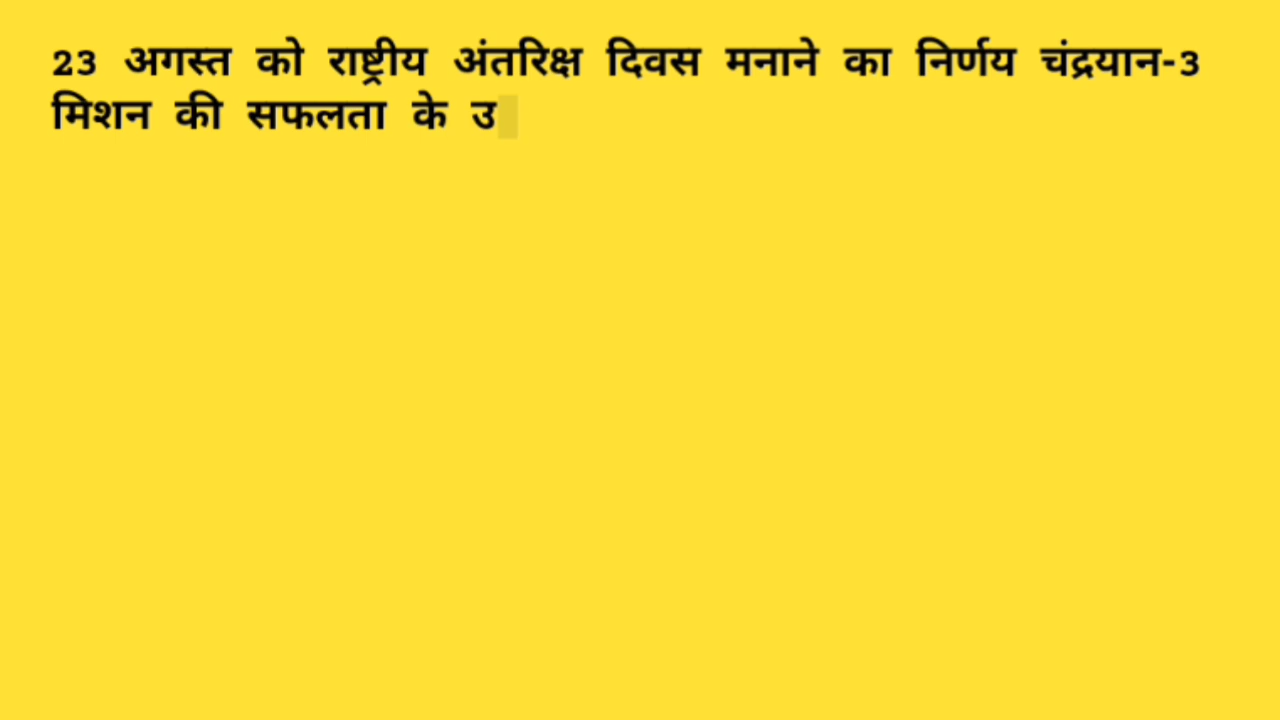 23 अगस्त को राष्ट्रीय अंतरिक्ष दिवस मनाने का निर्णय चंद्रयान-3
मिशन की सफलता के उ